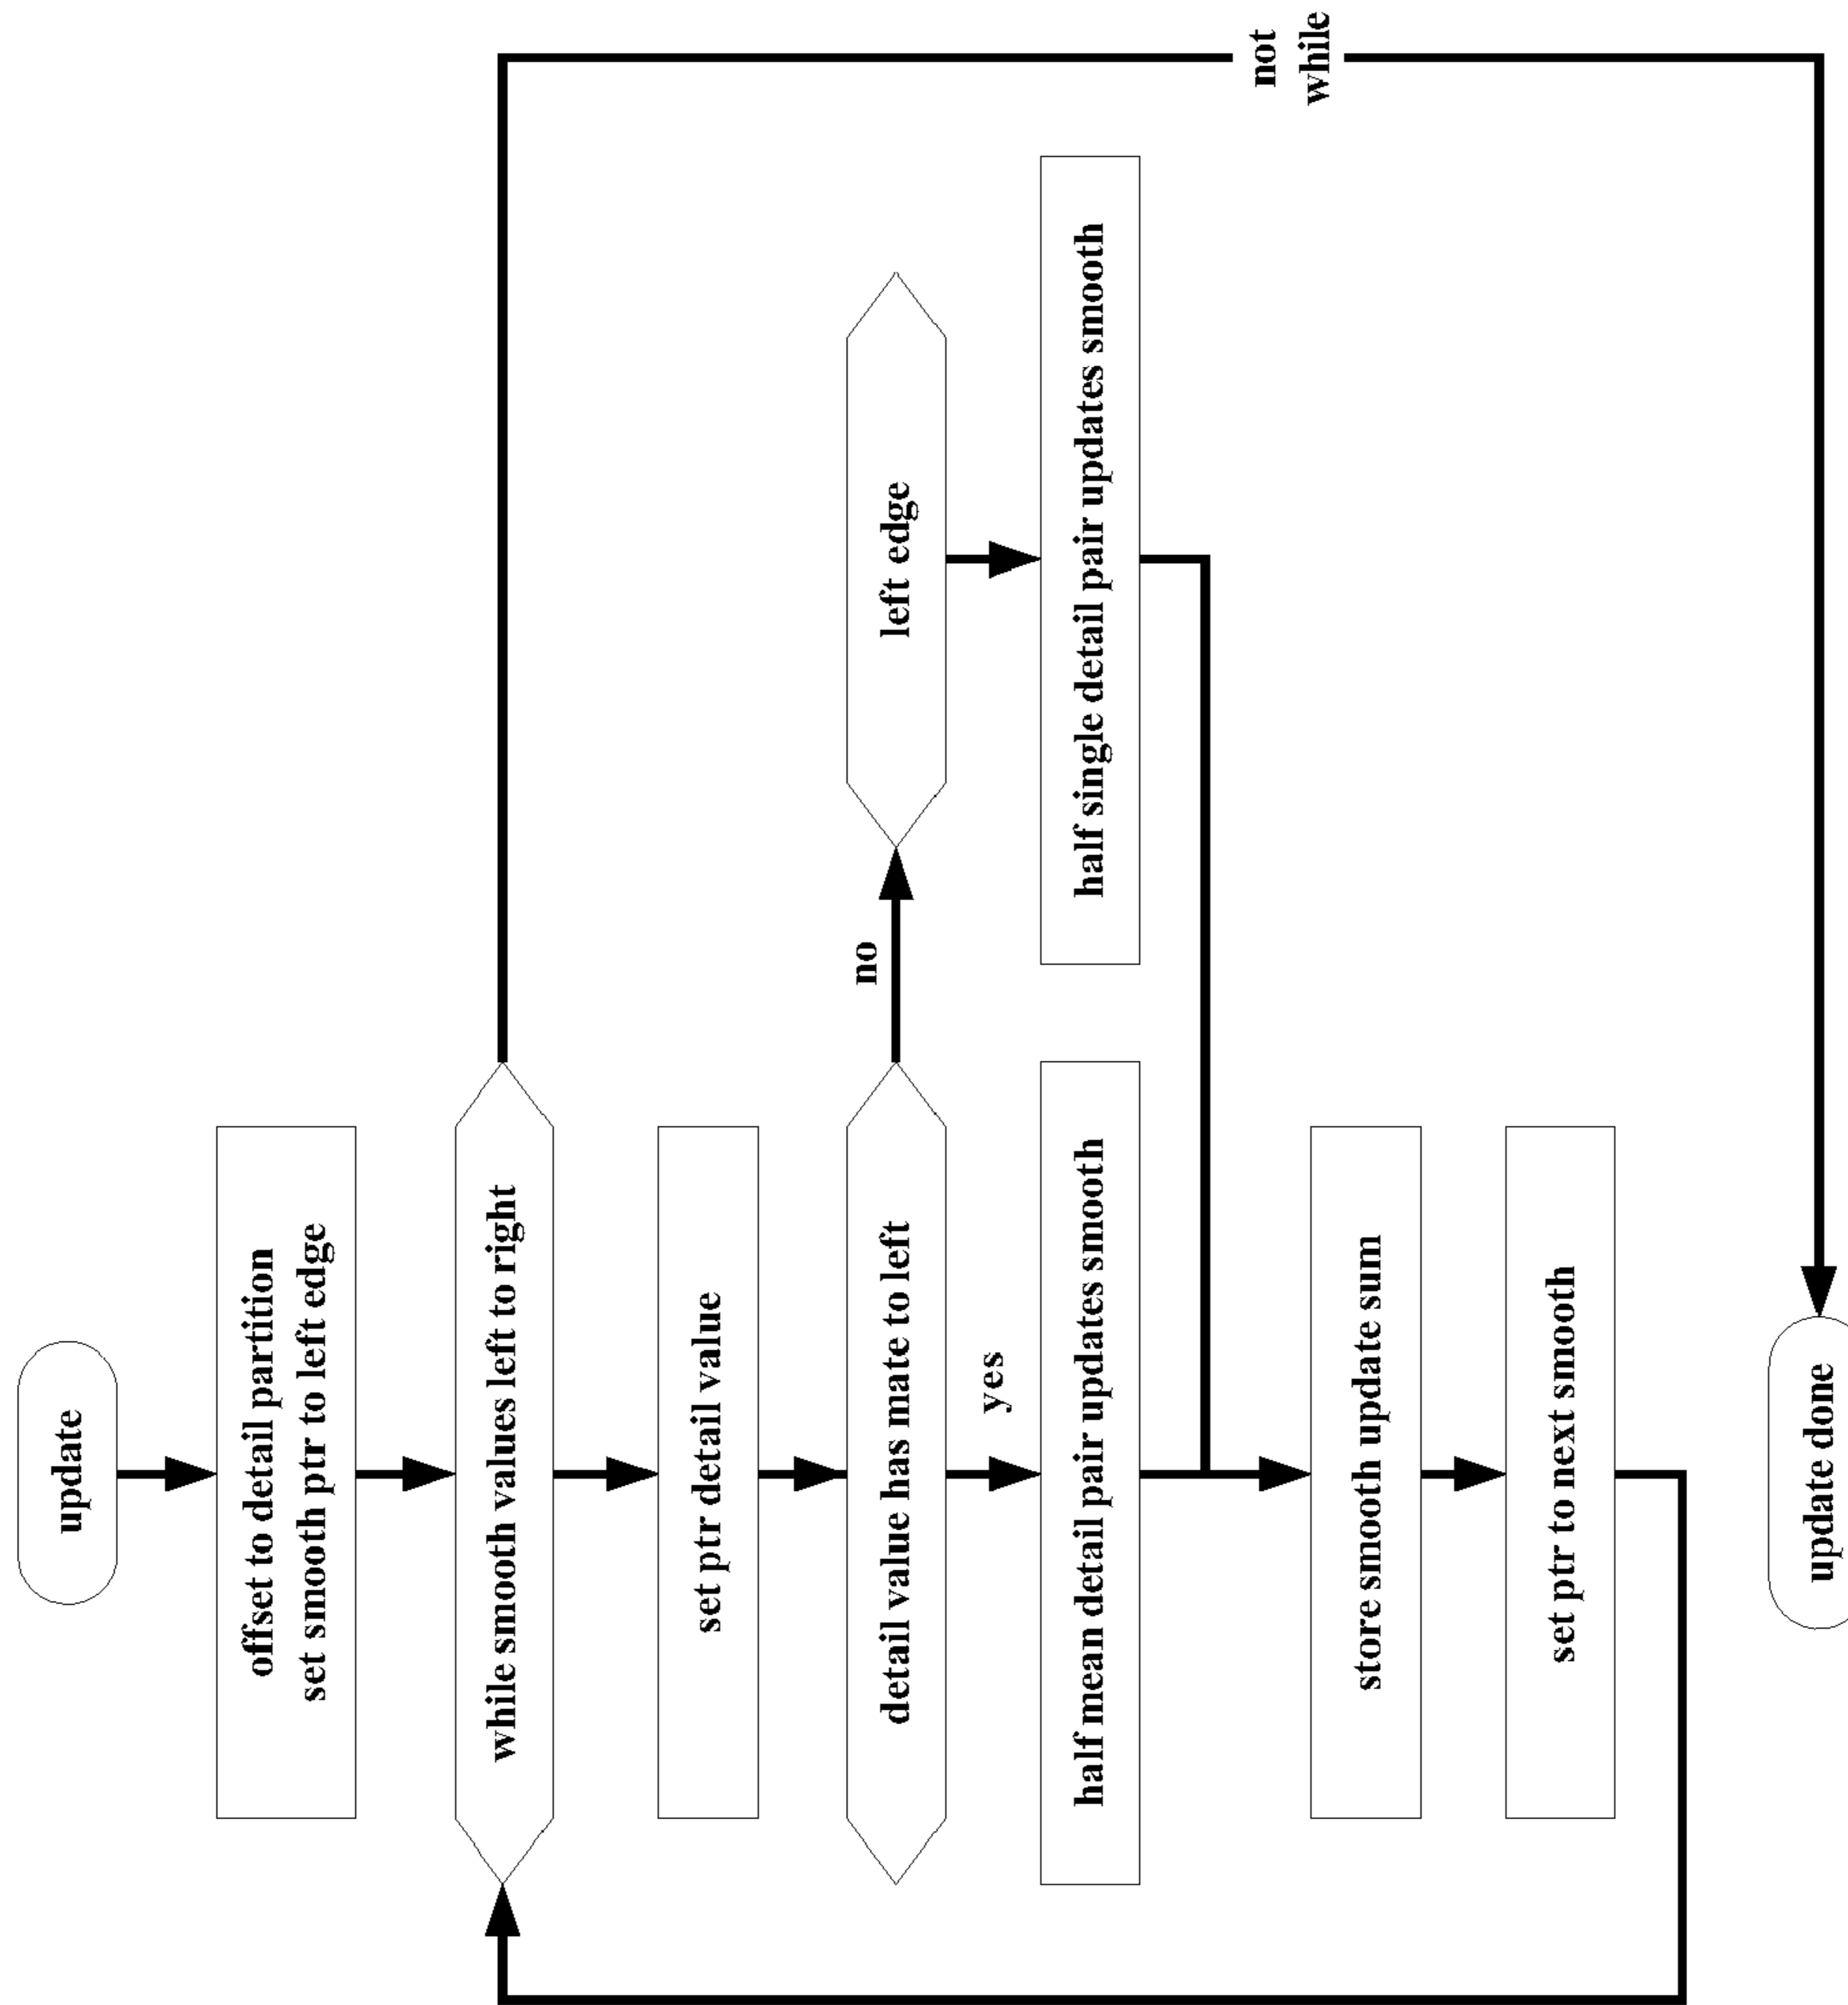 update
offset to detail partition
set smooth ptr to left edge
while smooth values left to right
set ptr detail value
detail value has mate to left
no
left edge
yes
half mean detail pair updates smooth
half single detail pair updates smooth
store smooth update sum
set ptr to next smooth
not
while
update done